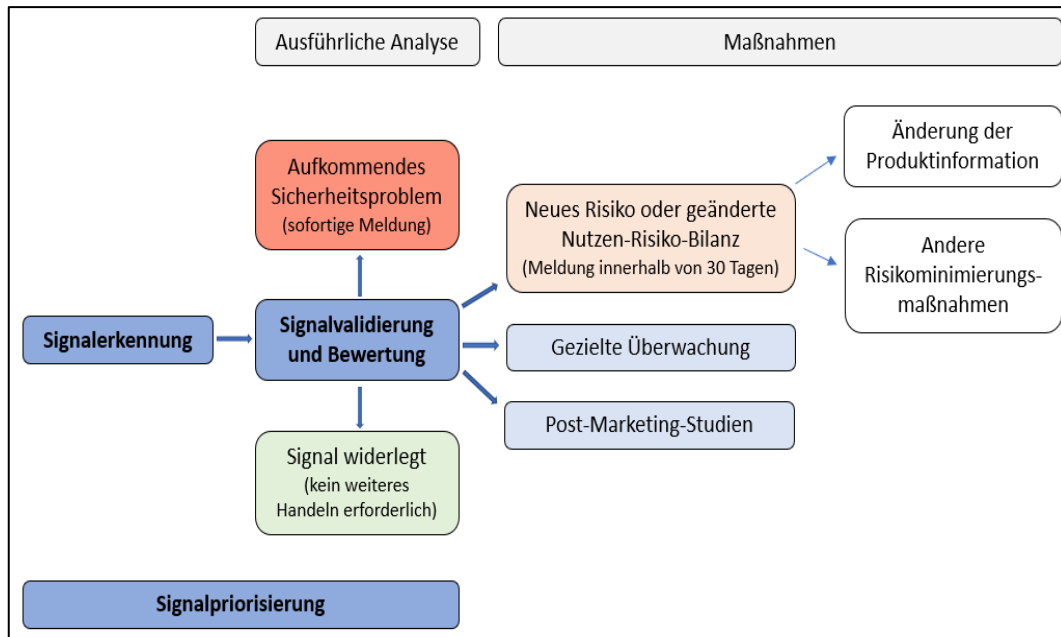 Ausführliche Analyse
Maßnahmen
Aufkommendes
Sicherheitsproblem
(sofortige Meldung)
Änderung der
Produktinformation
Neues Risiko oder geänderte
Nutzen-Risiko-Bilanz
(Meldung innerhalb von 30 Tagen)
Andere
Risikominimierungs-
maßnahmen
Signalerkennung
Signalvalidierung
und Bewertung
Gezielte Überwachung
Post-Marketing-Studien
Signal widerlegt
(kein weiteres
Handeln erforderlich)
Signalpriorisierung